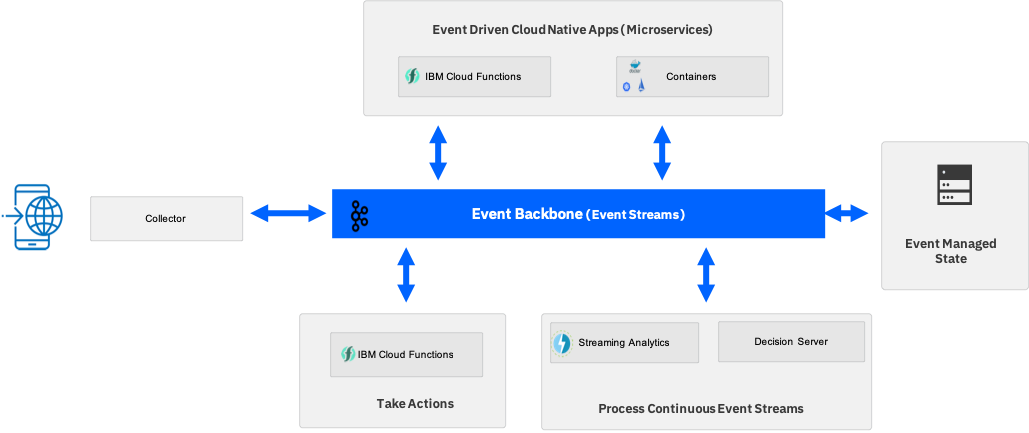 Event Driven Cloud Native Apps (Microservices)
IBM Cloud Functions
Containers
Collector
Event Backbone (Event Streams)
Event Managed
State
IBM Cloud Functions
Take Actions
Streaming Analytics
Decision Server
Process Continuous Event Streams